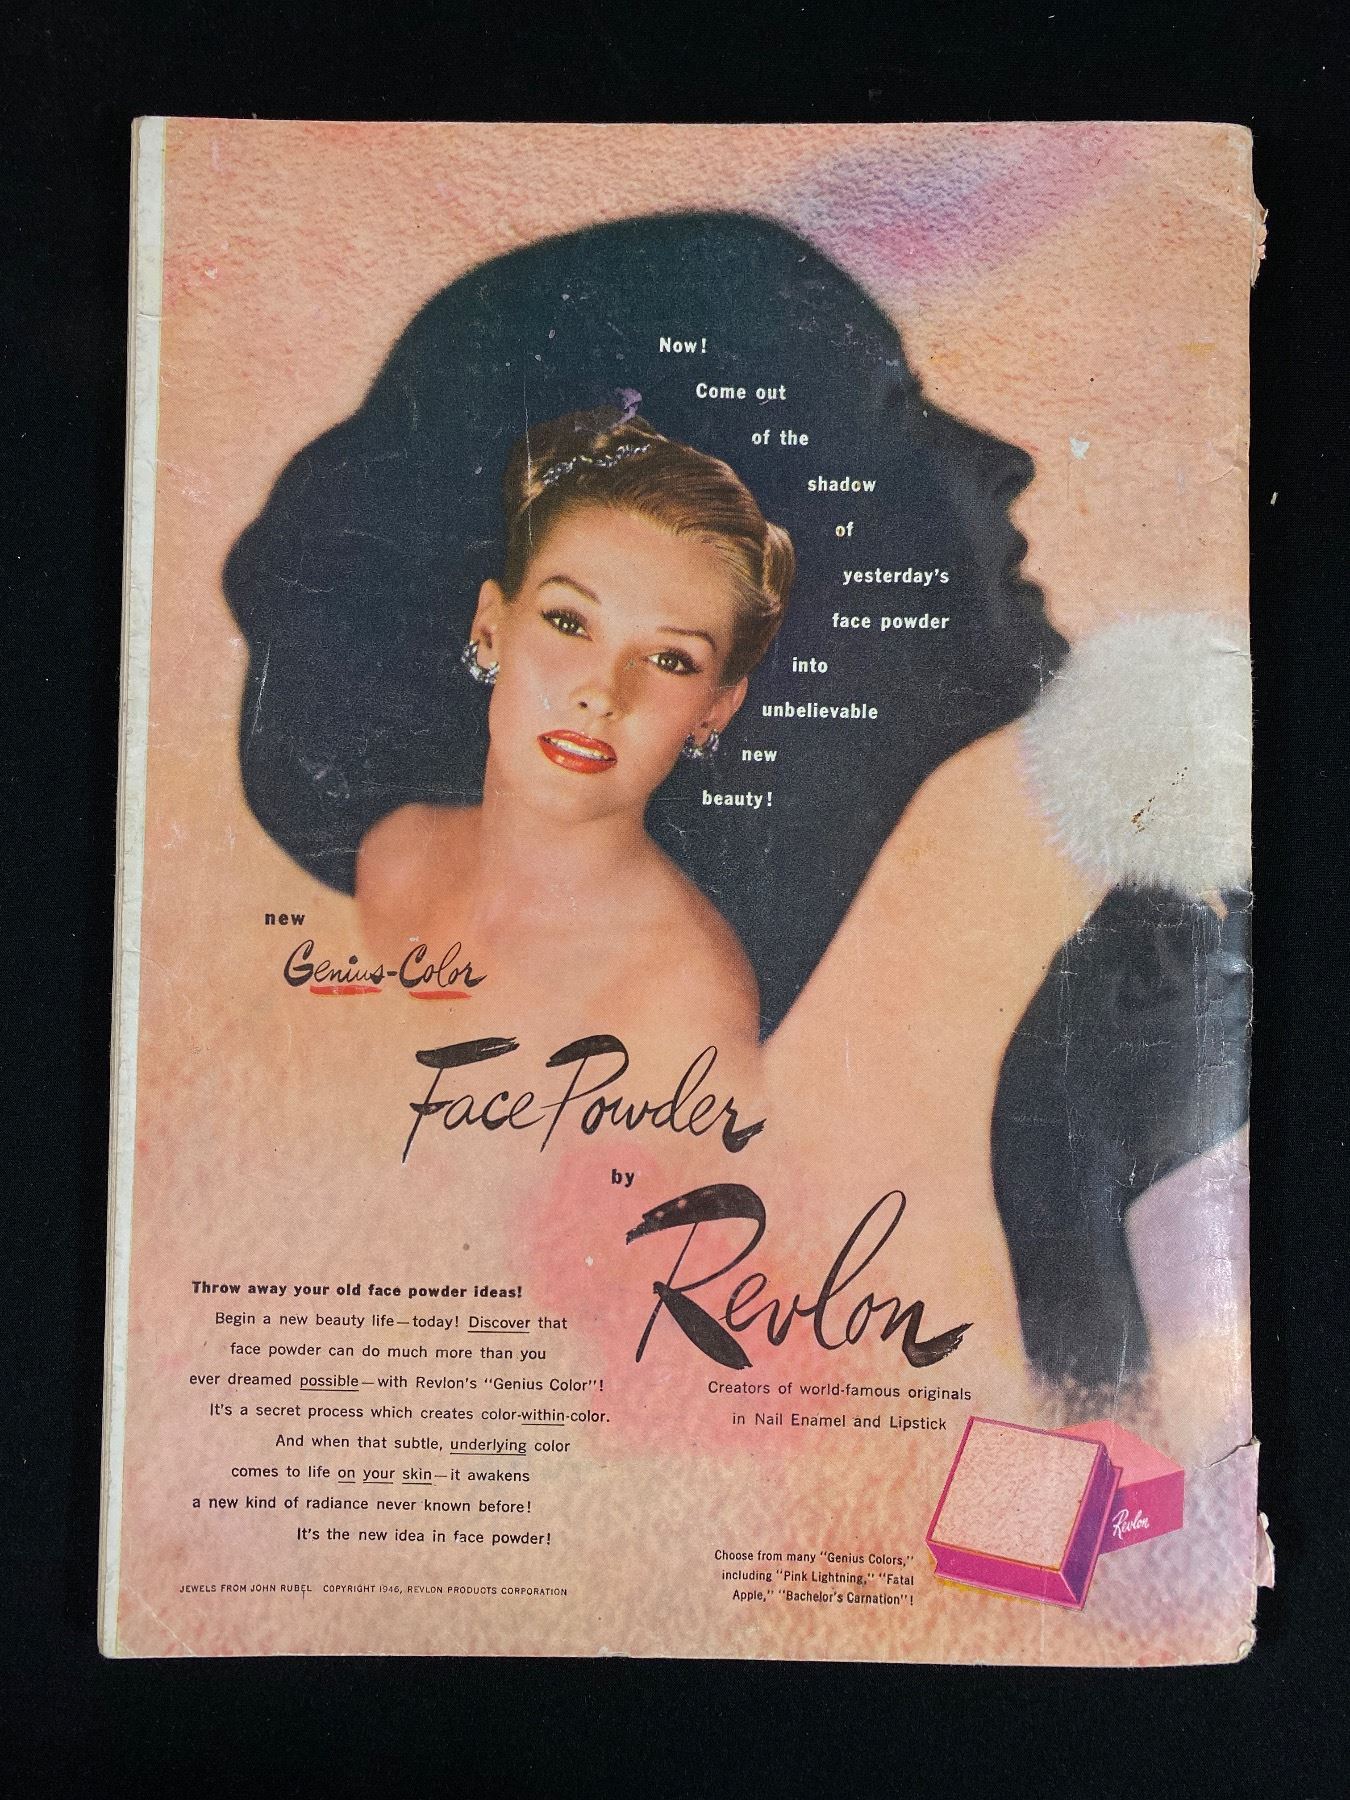 Now!
Come out
of the
shadow
of
yesterday's
face powder
into
unbelievable
new
beauty!
new
Genius-Color
Face Powder
by
Revlon
Creators of world-famous originals
in Nail Enamel and Lipstick
Throw away your old face powder ideas!
Begin a new beauty life—today! Discover that
face powder can do much more than you
ever dreamed possible—with Revlon's "Genius Color"!
It's a secret process which creates color-within-color.
And when that subtle, underlying color
comes to life on your skin—it awakens
a new kind of radiance never known before!
It's the new idea in face powder!
Revlon
Choose from many "Genius Colors,"
including "Pink Lightning," "Fatal
Apple," "Bachelor's Carnation"!
JEWELS FROM JOHN RUBEL COPYRIGHT 1946, REVLON PRODUCTS CORPORATION